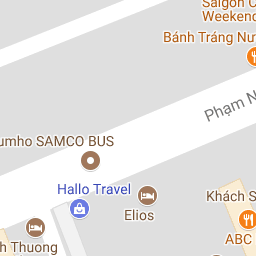 Saigon
Weekend
Bánh Tráng Nư
Phạm N
umho SAMCO BUS
Hallo Travel
Elios
Khách S
ABC
h Thuong